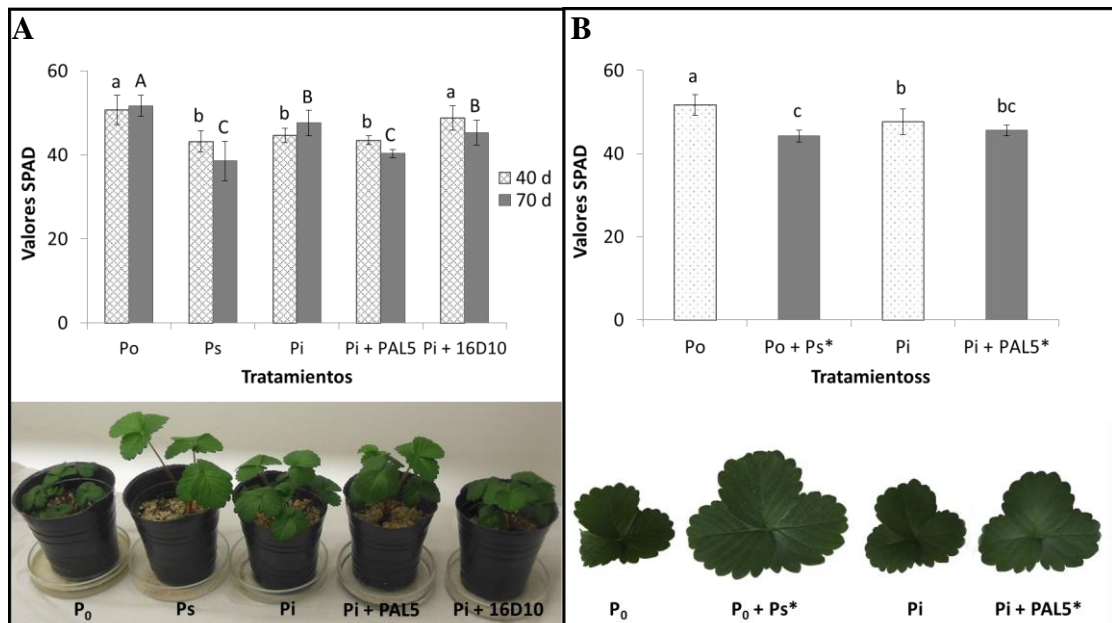 A
60
40
20
0
Valores SPAD
a A
b C
b B
b C
a B
40 d
70 d
Po Ps Pi Pi + PAL5 Pi + 16D10
Tratamientos
P0 Ps Pi Pi + PAL5 Pi + 16D10
B
60
40
20
0
Valores SPAD
a
c
b
bc
Po Po + Ps* Pi Pi + PAL5*
Tratamientoss
P0 P0 + Ps* Pi Pi + PAL5*